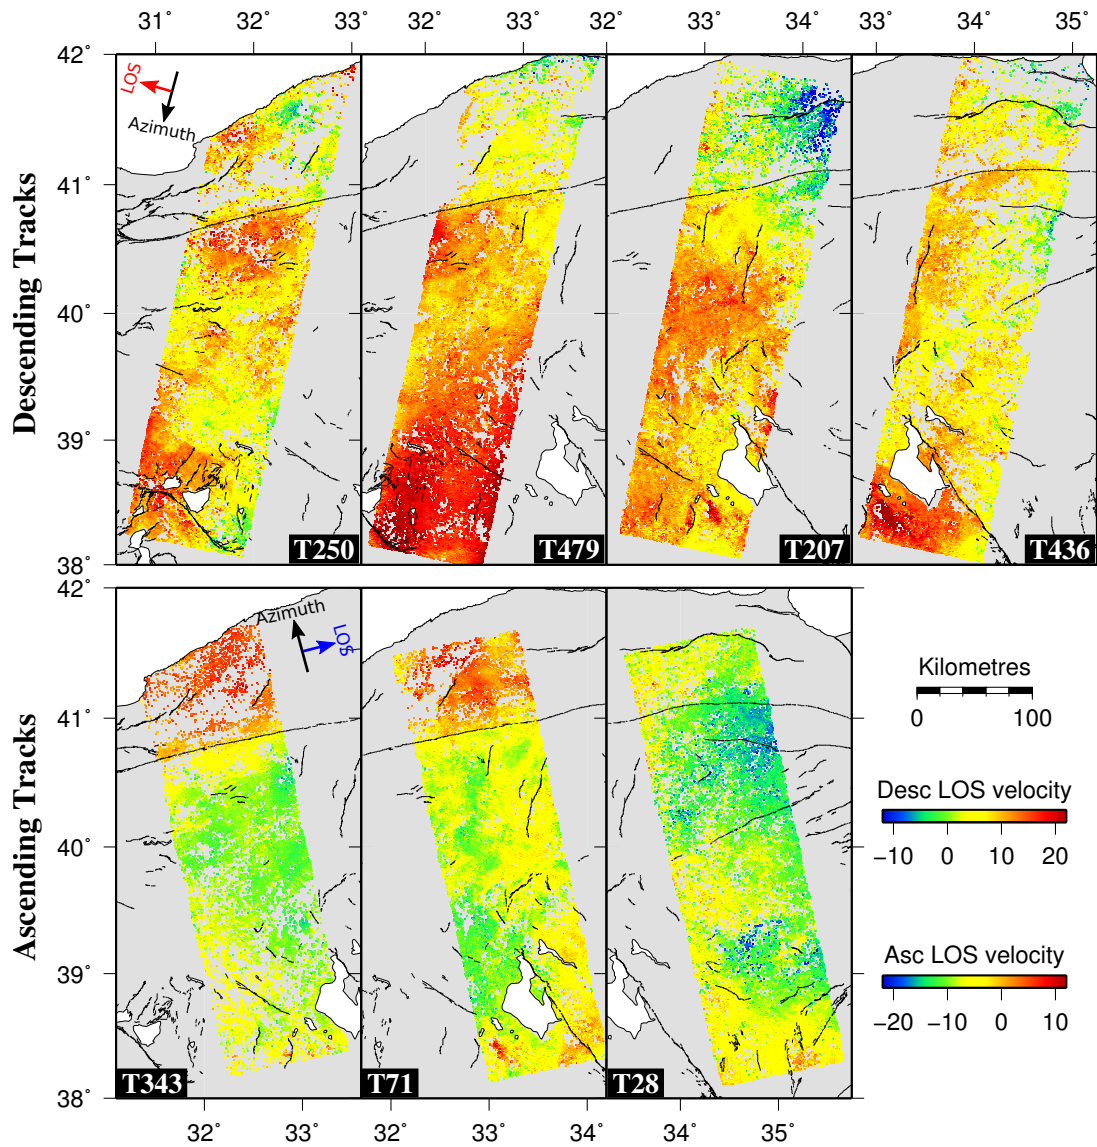 31° 32° 33° 32° 33° 33° 34° 33° 34° 35°
42°
41°
40°
39°
38°
Descending Tracks
LOS
Azimuth
T250
T479
T207
T436
42°
41°
40°
39°
38°
Ascending Tracks
Azimuth
LOS
T343
T71
T28
32° 33° 32° 33° 34° 34° 35°
Kilometres
0 100
Desc LOS velocity
−10 0 10 20
Asc LOS velocity
−20 −10 0 10